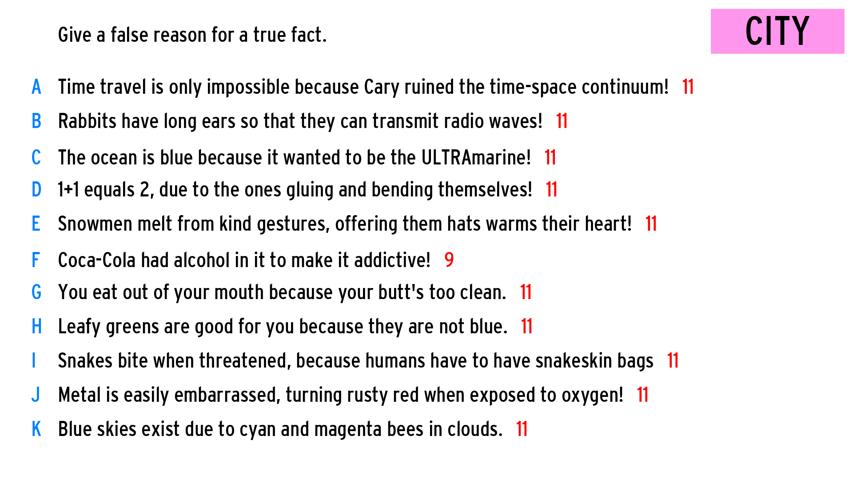 Give a false reason for a true fact.
CITY
A Time travel is only impossible because Cary ruined the time-space continuum! 11
B Rabbits have long ears so that they can transmit radio waves! 11
C The ocean is blue because it wanted to be the ULTRAmarine! 11
D 1+1 equals 2, due to the ones gluing and bending themselves! 11
E Snowmen melt from kind gestures, offering them hats warms their heart! 11
F Coca-Cola had alcohol in it to make it addictive! 9
G You eat out of your mouth because your butt's too clean. 11
H Leafy greens are good for you because they are not blue. 11
I Snakes bite when threatened, because humans have to have snakeskin bags 11
J Metal is easily embarrassed, turning rusty red when exposed to oxygen! 11
K Blue skies exist due to cyan and magenta bees in clouds. 11